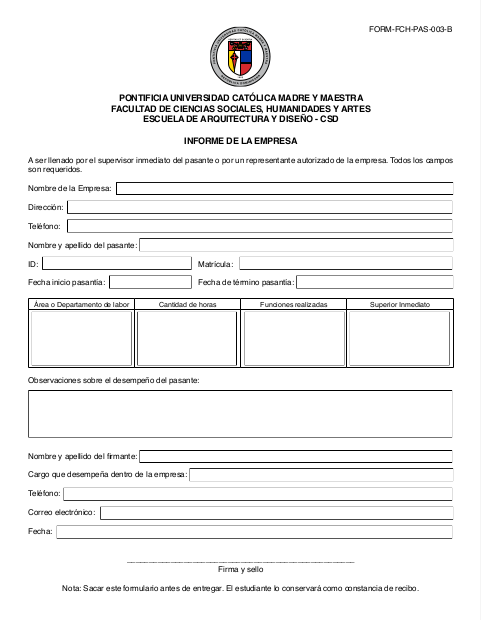 FORM-FCH-PAS-003-B
PONTIFICIA UNIVERSIDAD CATÓLICA MADRE Y MAESTRA
FACULTAD DE CIENCIAS SOCIALES, HUMANIDADES Y ARTES
ESCUELA DE ARQUITECTURA Y DISEÑO - CSD
INFORME DE LA EMPRESA
A ser llenado por el supervisor inmediato del pasante o por un representante autorizado de la empresa. Todos los campos
son requeridos.
Nombre de la Empresa:
Dirección:
Teléfono:
Nombre y apellido del pasante:
ID: Matrícula:
Fecha inicio pasantía: Fecha de término pasantía:
Área o Departamento de labor Cantidad de horas Funciones realizadas Superior Inmediato
Observaciones sobre el desempeño del pasante:
Nombre y apellido del firmante:
Cargo que desempeña dentro de la empresa:
Teléfono:
Correo electrónico:
Fecha:
Firma y sello
Nota: Sacar este formulario antes de entregar. El estudiante lo conservará como constancia de recibo.